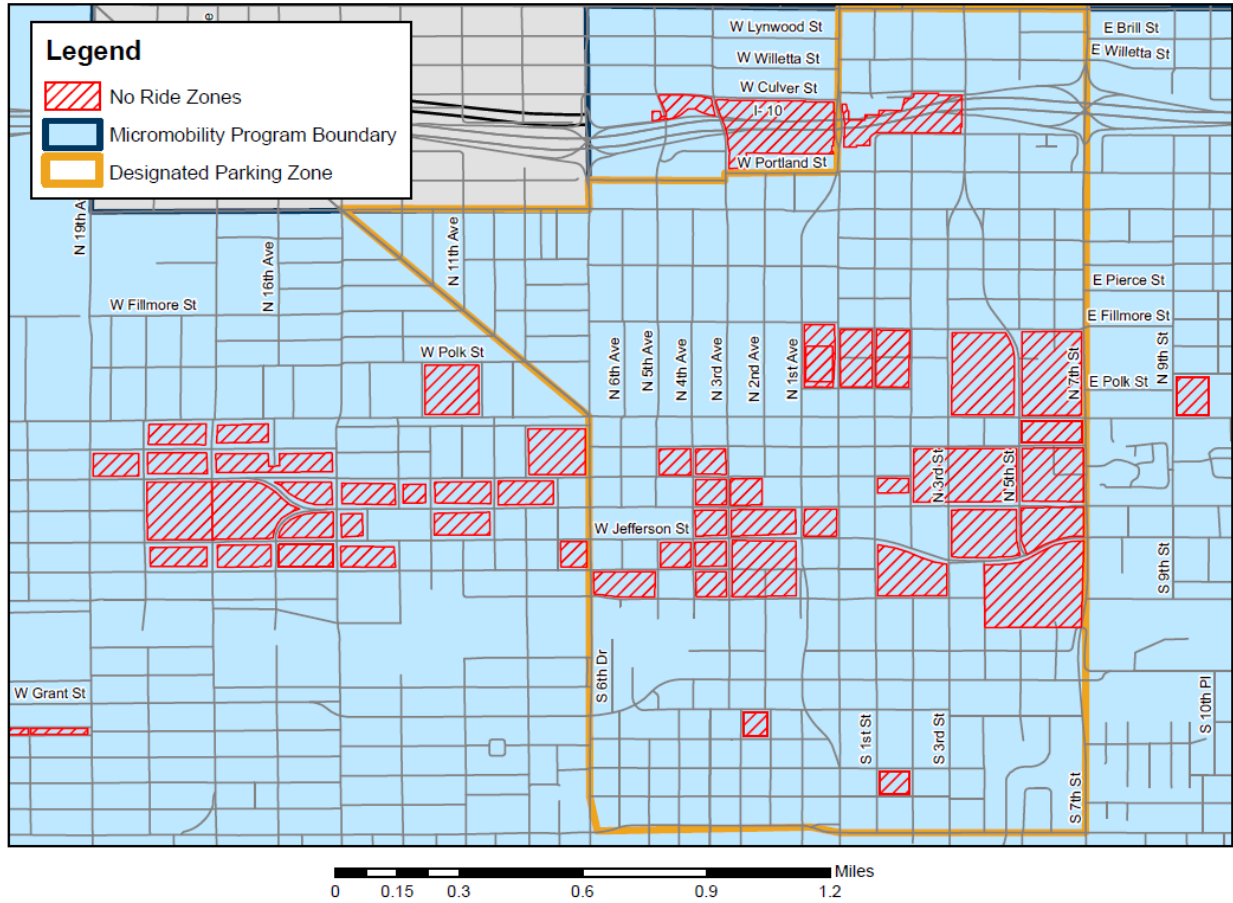 Legend
No Ride Zones
Micromobility Program Boundary
Designated Parking Zone
W Lynwood St
W Willetta St
W Culver St
I-10
W Portland St
E Brill St
E Willetta St
N 19th A
N 16th Ave
N 11th Ave
W Fillmore St
W Polk St
N 6th Ave
N 5th Ave
N 4th Ave
N 3rd Ave
N 2nd Ave
N 1st Ave
E Pierce St
E Fillmore St
E Polk St
N 7th St
N 9th St
N 3rd St
N 5th St
W Jefferson St
S 9th St
S 6th Dr
W Grant St
S 1st St
S 3rd St
S 7th St
S 10th Pl
Miles
0 0.15 0.3 0.6 0.9 1.2